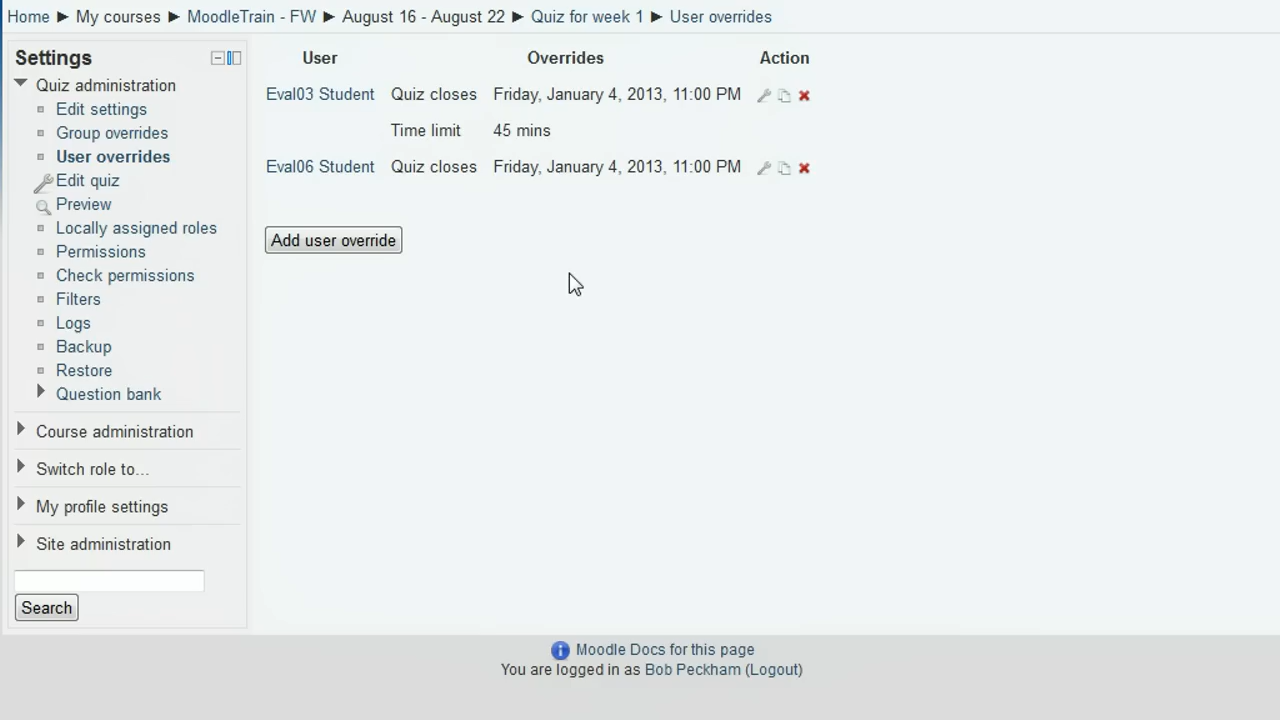 Home ► My courses ► MoodleTrain - FW ► August 16 - August 22 ► Quiz for week 1 ► User overrides
Settings
Quiz administration
Edit settings
Group overrides
User overrides
Edit quiz
Preview
Locally assigned roles
Permissions
Check permissions
Filters
Logs
Backup
Restore
Question bank
Course administration
Switch role to...
My profile settings
Site administration
Search
User Overrides Action
Eval03 Student Quiz closes Friday, January 4, 2013, 11:00 PM
Time limit 45 mins
Eval06 Student Quiz closes Friday, January 4, 2013, 11:00 PM
Add user override
Moodle Docs for this page
You are logged in as Bob Peckham (Logout)